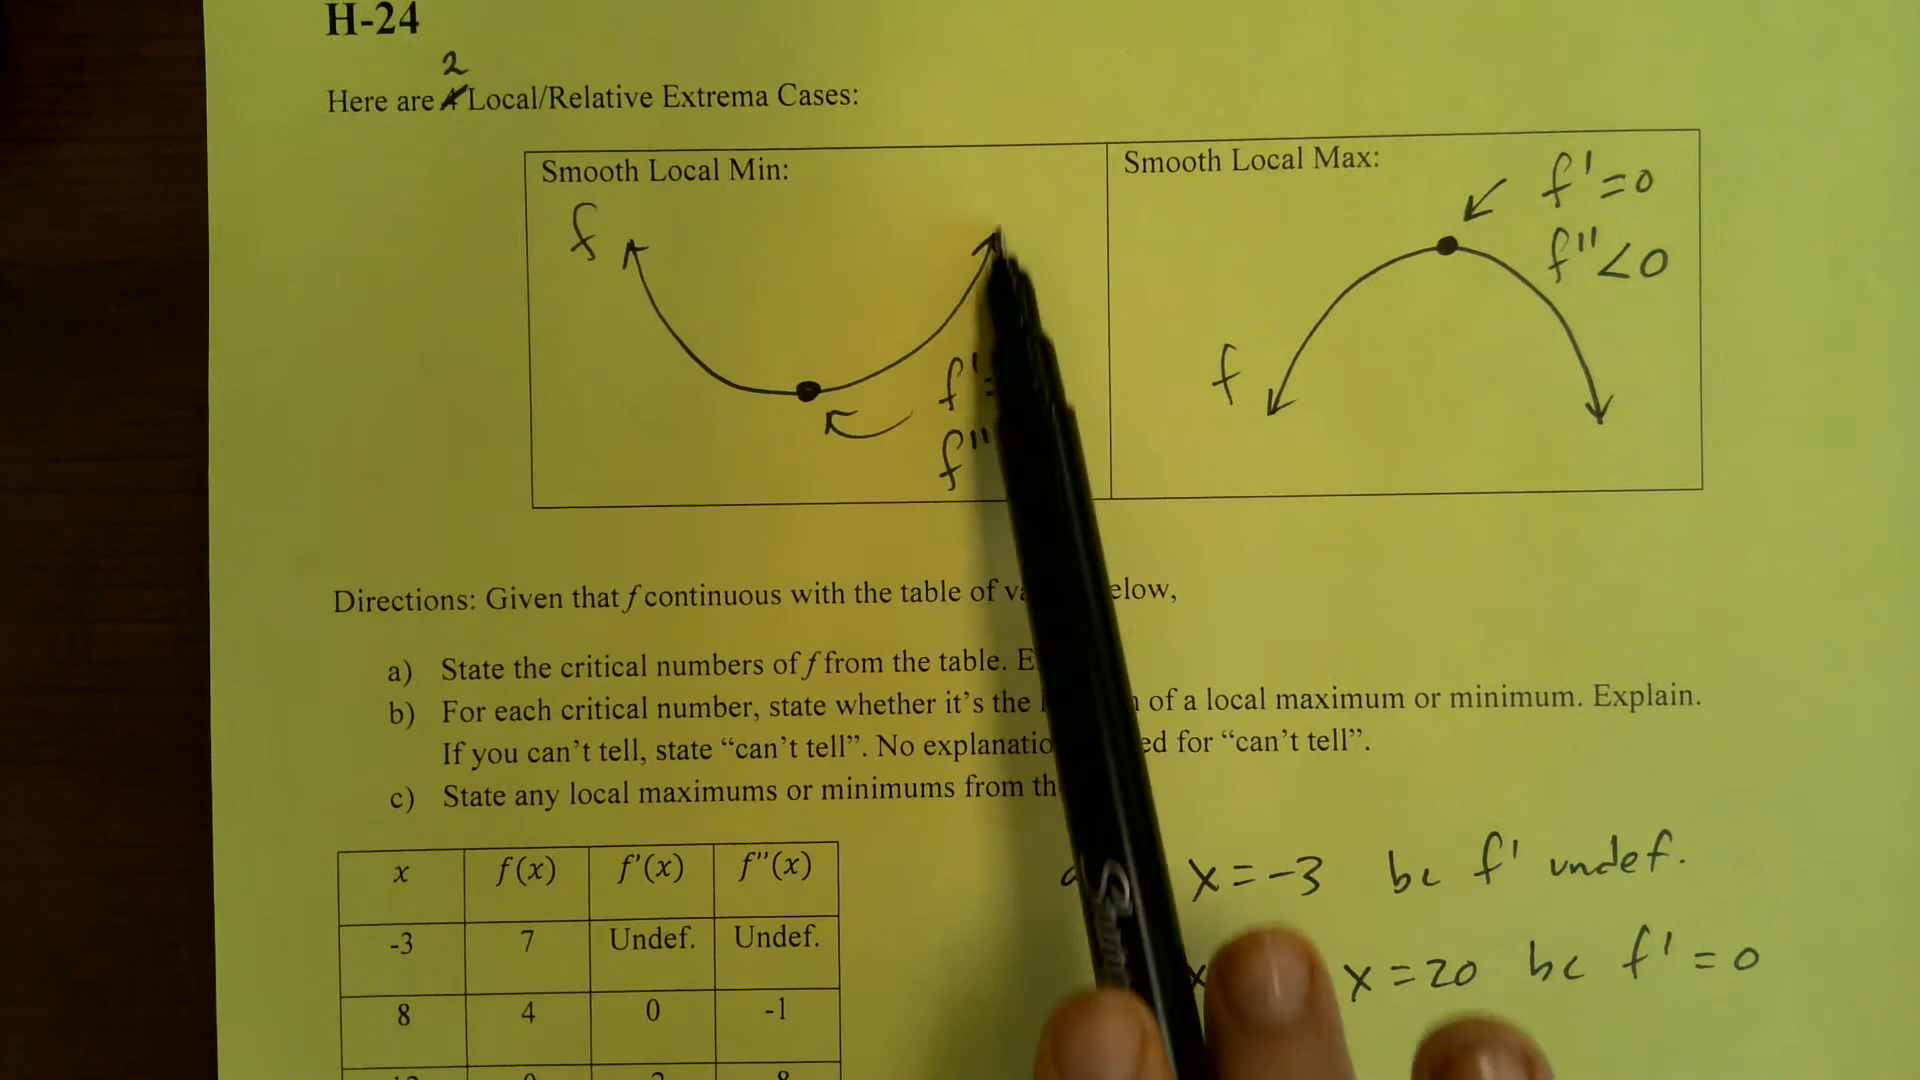 H-24
2
Here are 4 Local/Relative Extrema Cases:
Smooth Local Min:
f
f'=
f"
Smooth Local Max:
f'=0
f"<0
f
Directions: Given that f continuous with the table of elow,
a) State the critical numbers of f from the table. E
b) For each critical number, state whether it's the of a local maximum or minimum. Explain.
If you can't tell, state "can't tell". No explanatio ed for "can't tell".
c) State any local maximums or minimums from th
x f(x) f'(x) f"(x)
-3 7 Undef. Undef.
8 4 0 -1
x=-3 bc f' undef.
x x=20 bc f'=0